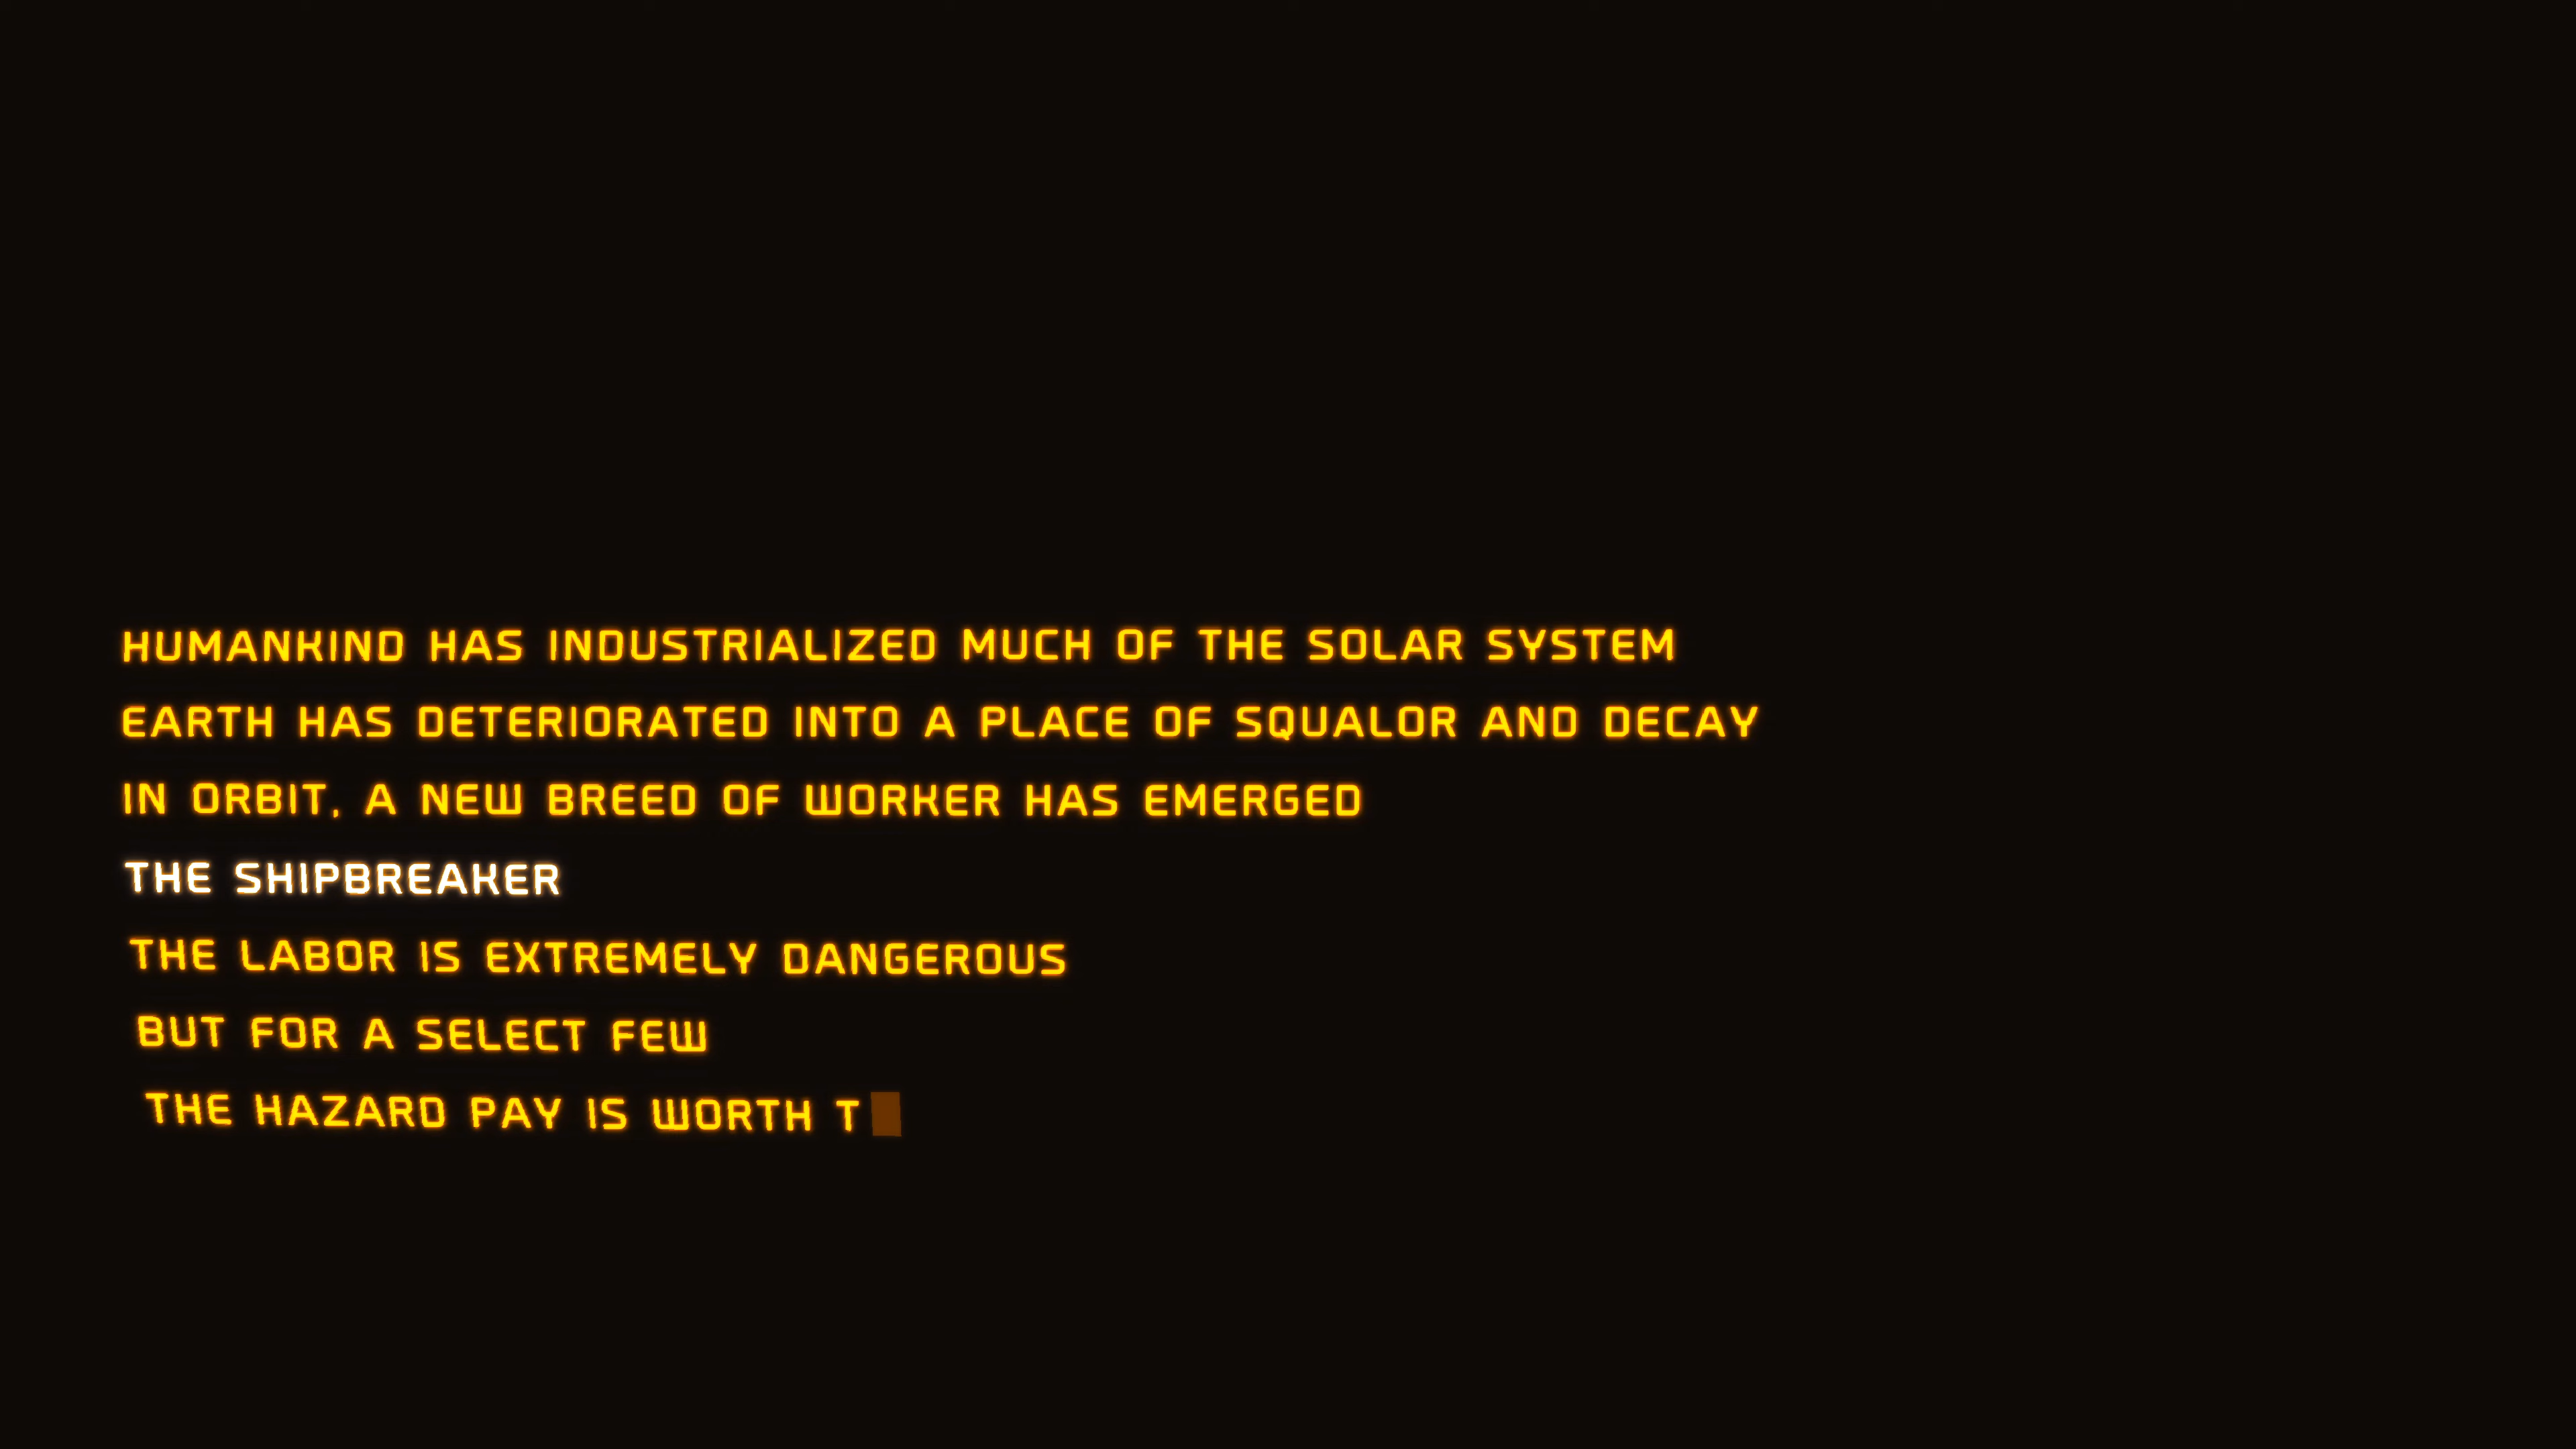 HUMANKIND HAS INDUSTRIALIZED MUCH OF THE SOLAR SYSTEM
EARTH HAS DETERIORATED INTO A PLACE OF SQUALOR AND DECAY
IN ORBIT, A NEW BREED OF WORKER HAS EMERGED
THE SHIPBREAKER
THE LABOR IS EXTREMELY DANGEROUS
BUT FOR A SELECT FEW
THE HAZARD PAY IS WORTH T